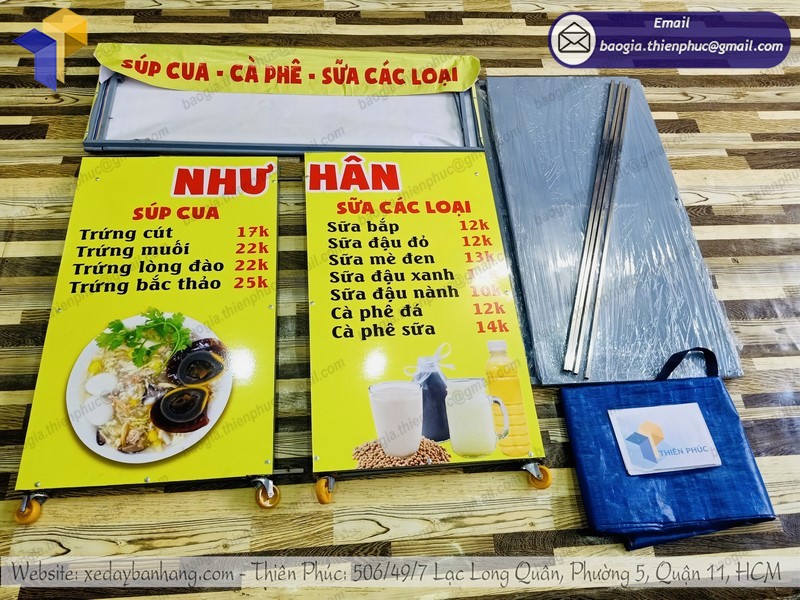 Email
baogia.thienphuc@gmail.com
SÚP CUA - CÀ PHÊ - SỮA CÁC LOẠI
NHƯ HÂN
SÚP CUA
Trứng cút 17k
Trứng muối 22k
Trứng lòng đào 22k
Trứng bắc thảo 25k
SỮA CÁC LOẠI
Sữa bắp 12k
Sữa đậu đỏ 12k
Sữa mè đen 13k
Sữa đậu xanh
Sữa đậu nành 10k
Cà phê đá 12k
Cà phê sữa 14k
THIÊN PHÚC
Website: xedaybanhang.com - Thiên Phúc: 506/49/7 Lạc Long Quân, Phường 5, Quận 11, HCM